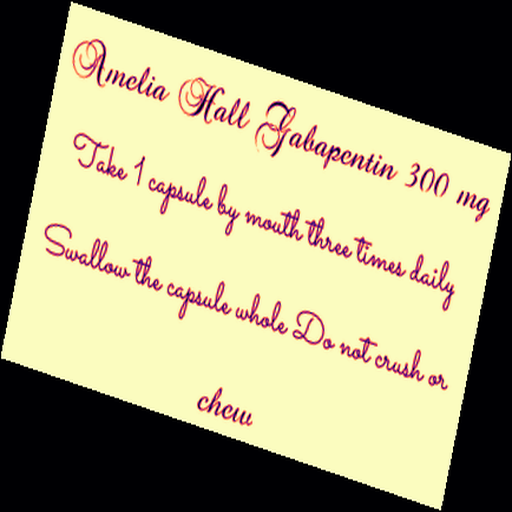 Amelia Hall Gabapentin 300 mg
Take 1 capsule by mouth three times daily
Swallow the capsule whole Do not crush or
chew